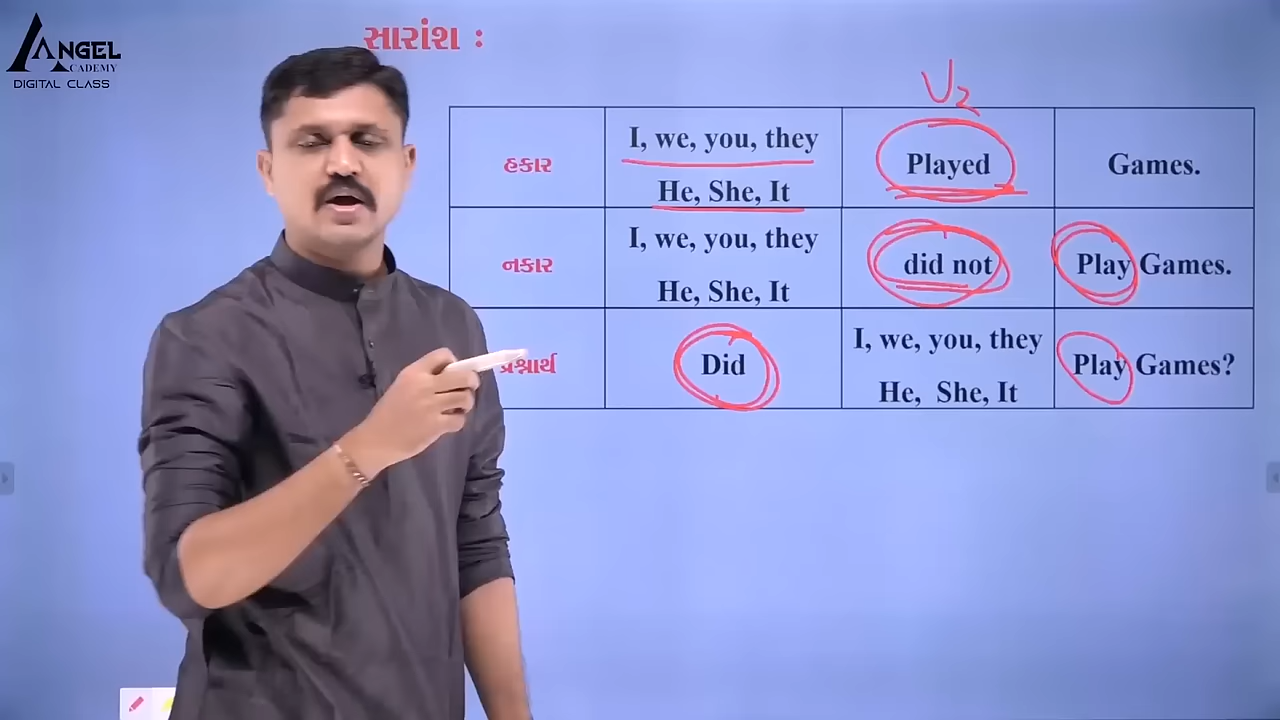 ANGEL
ACADEMY
DIGITAL CLASS
સારાંશ :
V2
હકાર
I, we, you, they
He, She, It
Played
Games.
નકાર
I, we, you, they
He, She, It
did not
Play Games.
પ્રશ્નાર્થ
Did
I, we, you, they
He, She, It
Play Games?